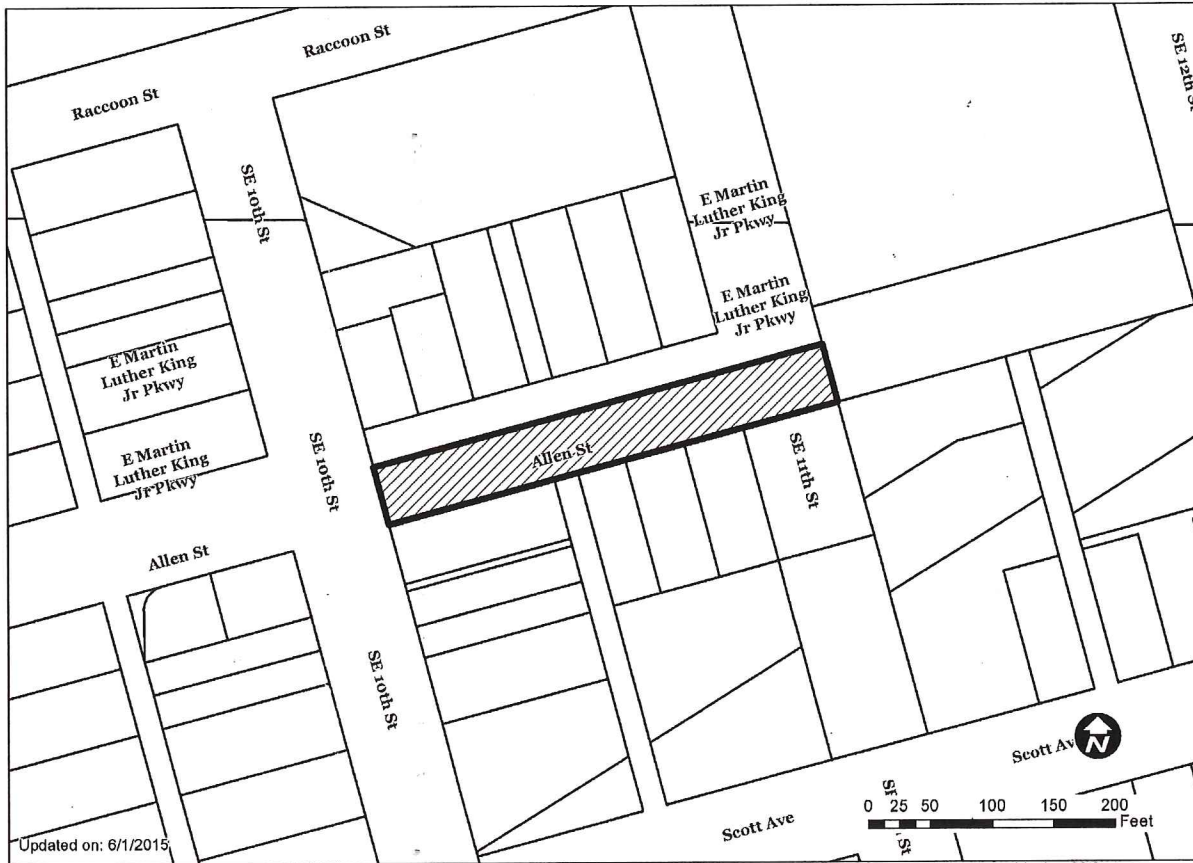 Raccoon St
Raccoon St
SE 12th St
SE 10th St
E Martin
Luther King
Jr Pkwy
E Martin
Luther King
Jr Pkwy
E Martin
Luther King
Jr Pkwy
E Martin
Luther King
Jr Pkwy
SE 10th St
Allen St
SE 11th St
Allen St
SE 10th St
Scott Av
N
Scott Ave
0 25 50 100 150 200
Feet
Updated on: 6/1/2015